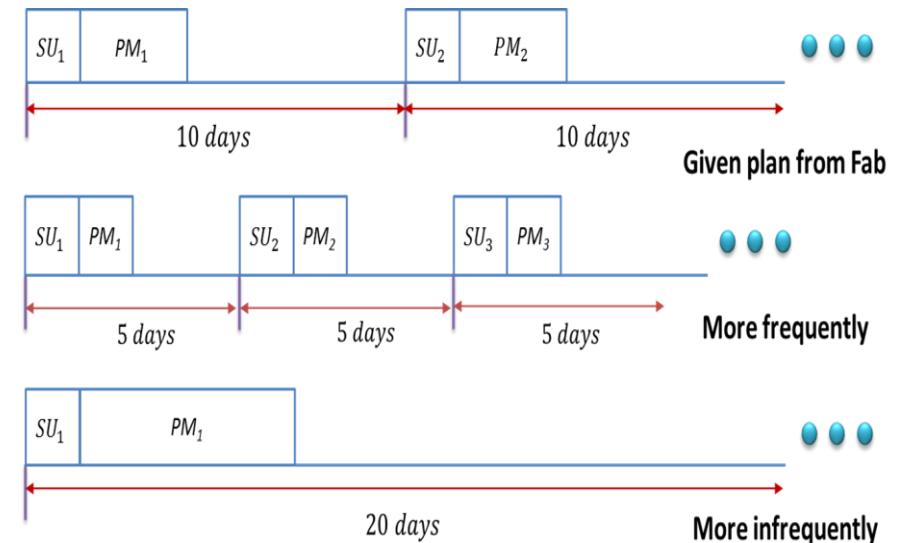 SU₁ PM₁ SU₂ PM₂
10 days 10 days
Given plan from Fab
SU₁ PM₁ SU₂ PM₂ SU₃ PM₃
5 days 5 days 5 days
More frequently
SU₁ PM₁
20 days
More infrequently